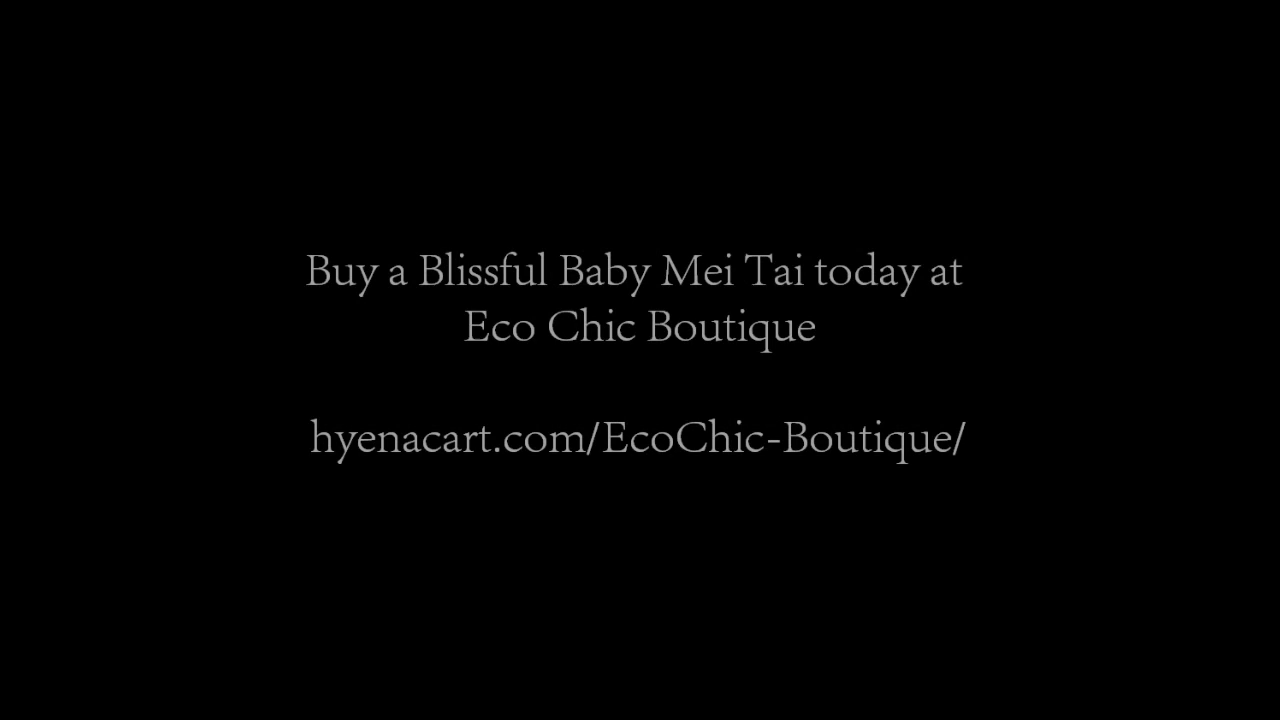 Buy a Blissful Baby Mei Tai today at
Eco Chic Boutique
hyenacart.com/EcoChic-Boutique/